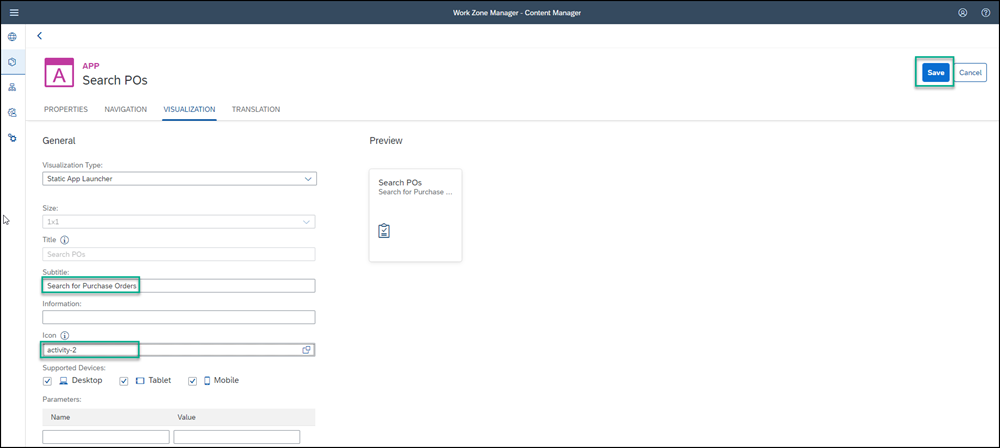 Work Zone Manager - Content Manager
A
APP
Search POs
Save Cancel
PROPERTIES NAVIGATION VISUALIZATION TRANSLATION
General
Visualization Type:
Static App Launcher
Size:
1x1
Title
Search POs
Subtitle:
Search for Purchase Orders
Information:
Icon
activity-2
Supported Devices:
Desktop Tablet Mobile
Parameters:
Name Value
Preview
Search POs
Search for Purchase ...